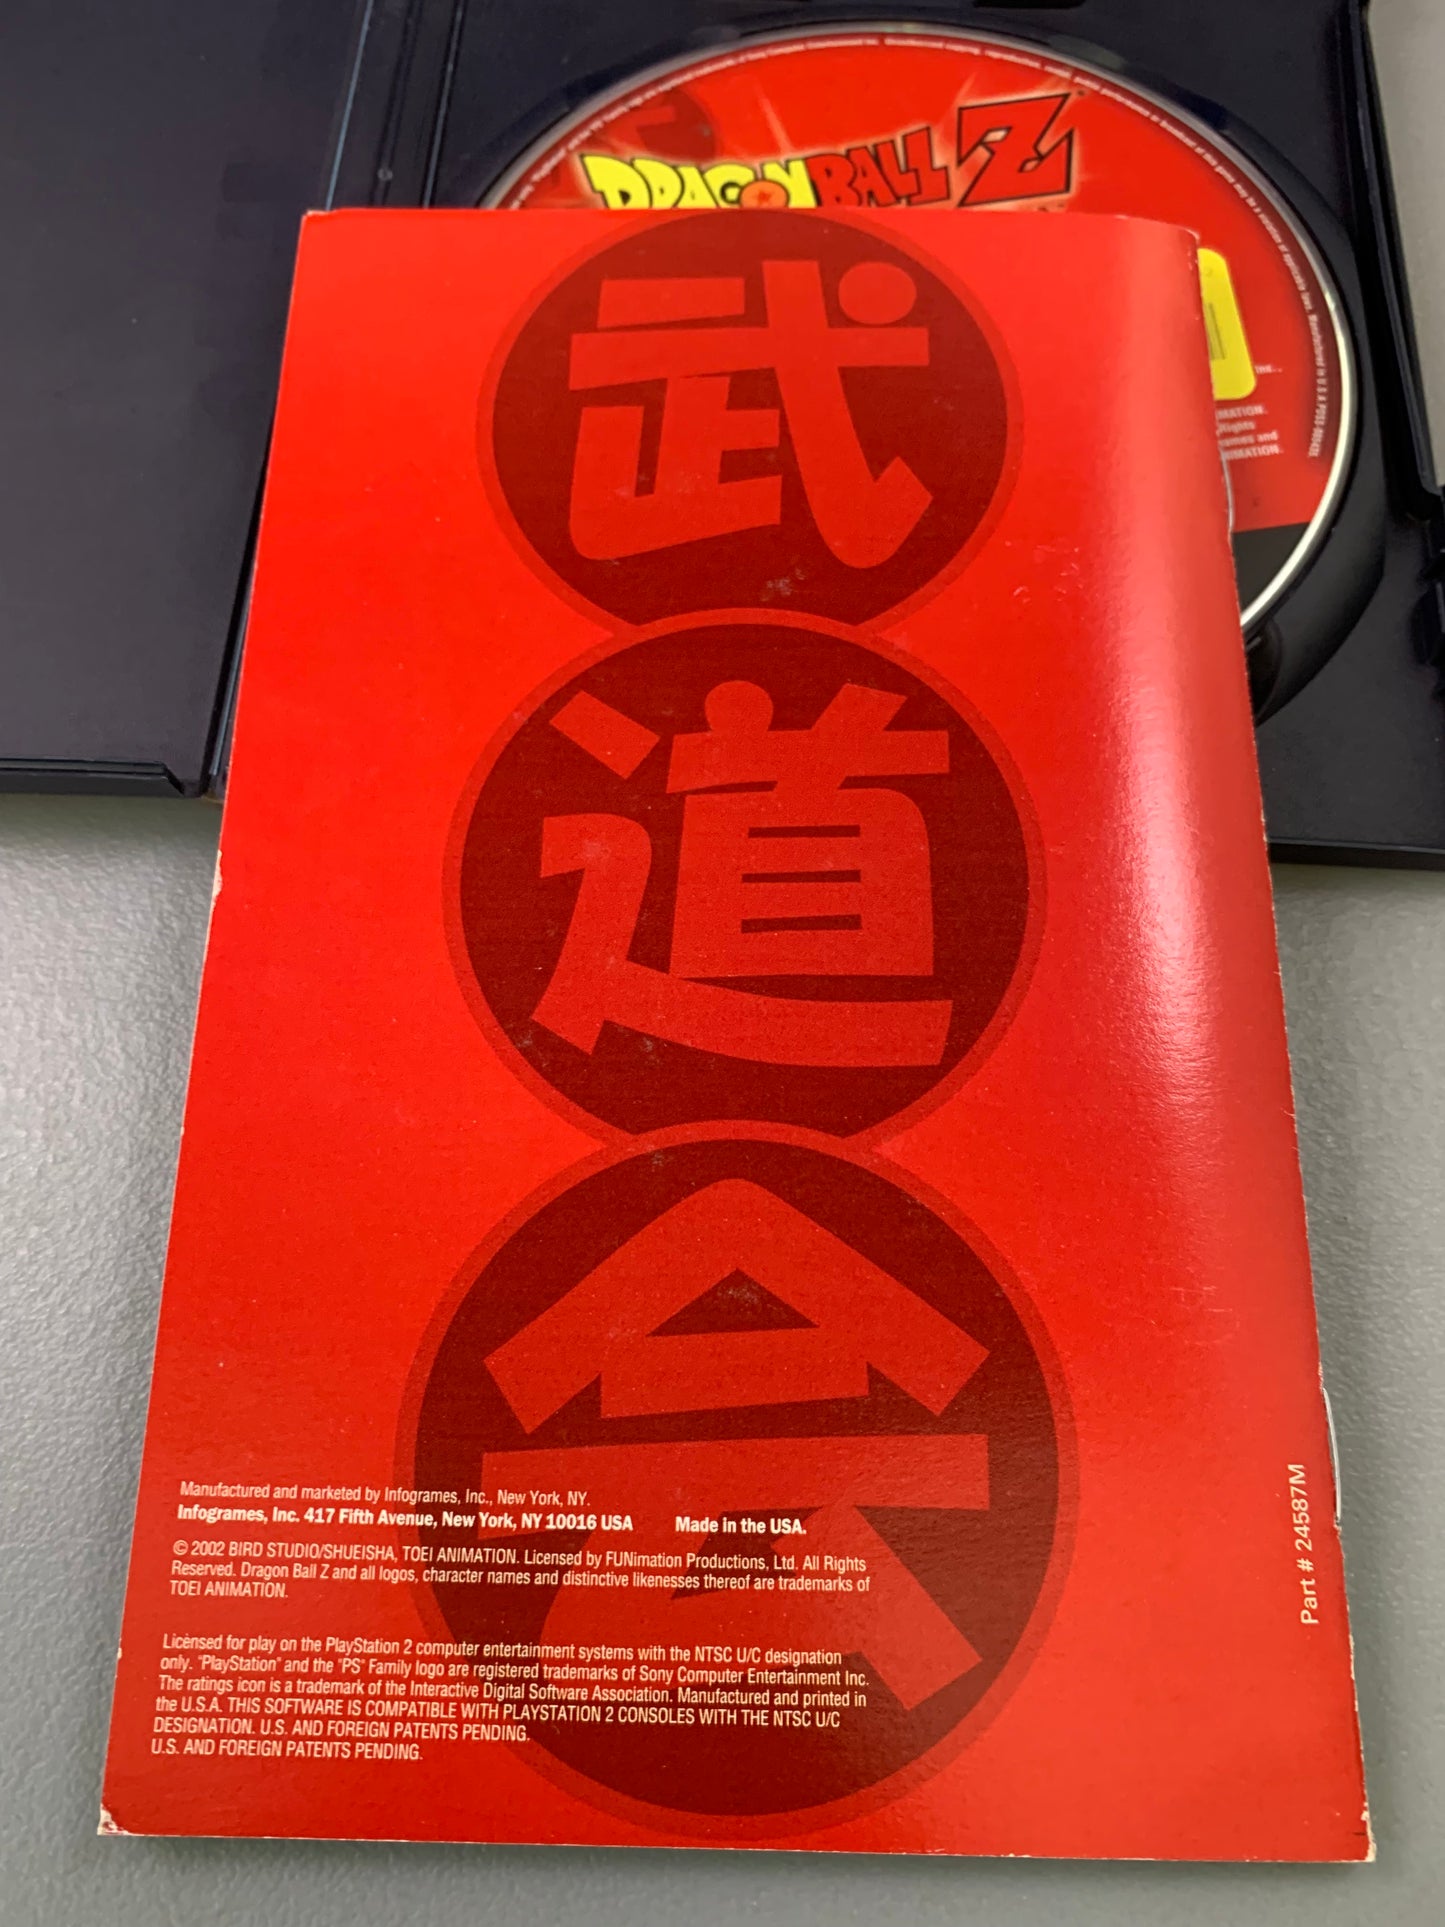 DRAGON BALL Z
武
道
会
Manufactured and marketed by Infogrames, Inc., New York, NY.
Infogrames, Inc. 417 Fifth Avenue, New York, NY 10016 USA Made in the USA.
© 2002 BIRD STUDIO/SHUEISHA, TOEI ANIMATION. Licensed by FUNimation Productions, Ltd. All Rights
Reserved. Dragon Ball Z and all logos, character names and distinctive likenesses thereof are trademarks of
TOEI ANIMATION.
Licensed for play on the PlayStation 2 computer entertainment systems with the NTSC U/C designation
only. "PlayStation" and the "PS" Family logo are registered trademarks of Sony Computer Entertainment Inc.
The ratings icon is a trademark of the Interactive Digital Software Association. Manufactured and printed in
the U.S.A. THIS SOFTWARE IS COMPATIBLE WITH PLAYSTATION 2 CONSOLES WITH THE NTSC U/C
DESIGNATION. U.S. AND FOREIGN PATENTS PENDING.
U.S. AND FOREIGN PATENTS PENDING.
Part # 24587M